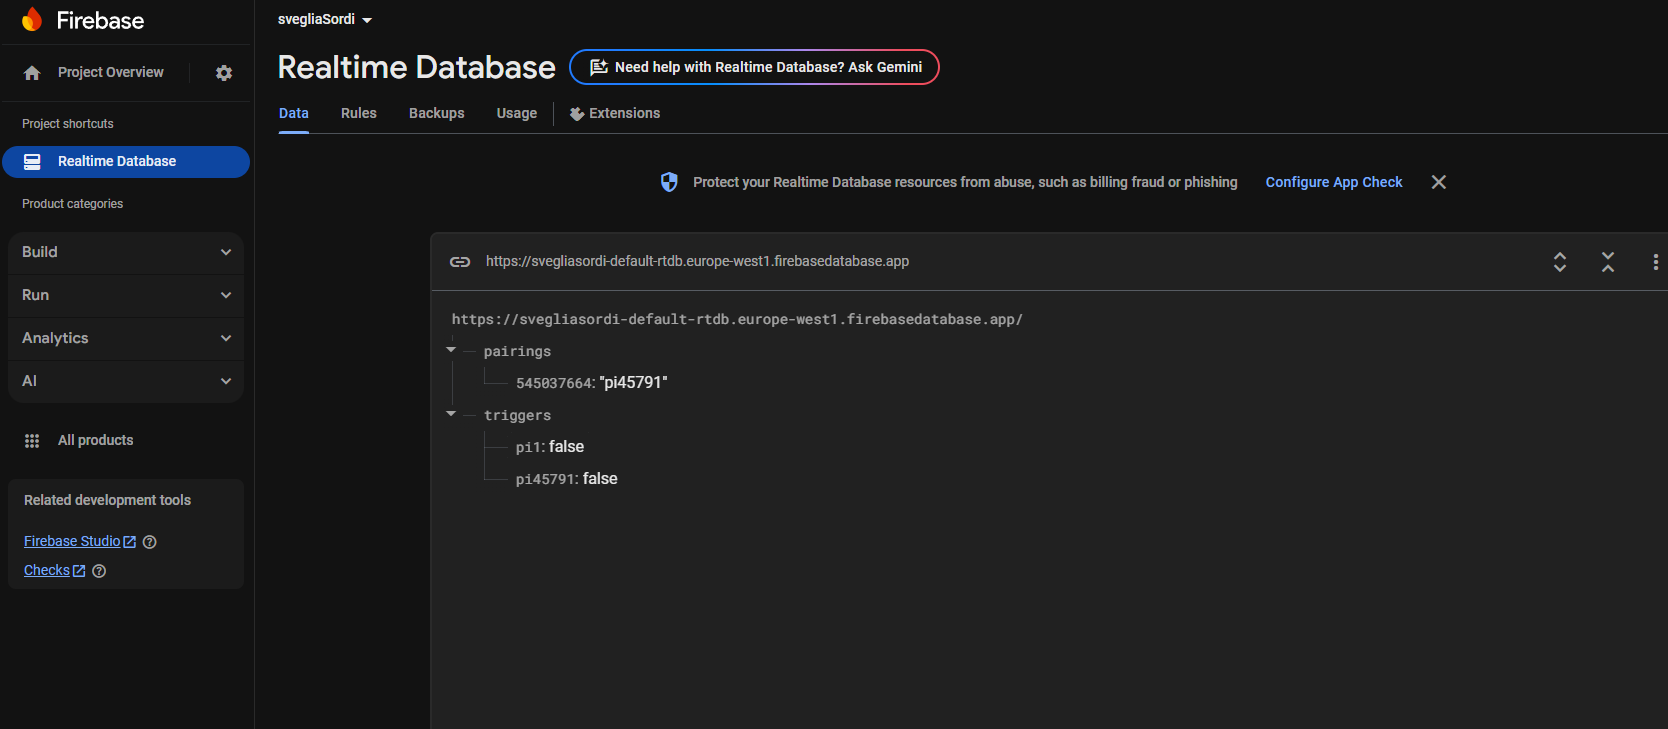 Firebase
Project Overview
Project shortcuts
Realtime Database
Product categories
Build
Run
Analytics
AI
All products
Related development tools
Firebase Studio
Checks
svegliaSordi
Realtime Database
Need help with Realtime Database? Ask Gemini
Data Rules Backups Usage Extensions
Protect your Realtime Database resources from abuse, such as billing fraud or phishing Configure App Check
https://svegliasordi-default-rtdb.europe-west1.firebasedatabase.app
https://svegliasordi-default-rtdb.europe-west1.firebasedatabase.app/
pairings
545037664: "pi45791"
triggers
pi1: false
pi45791: false